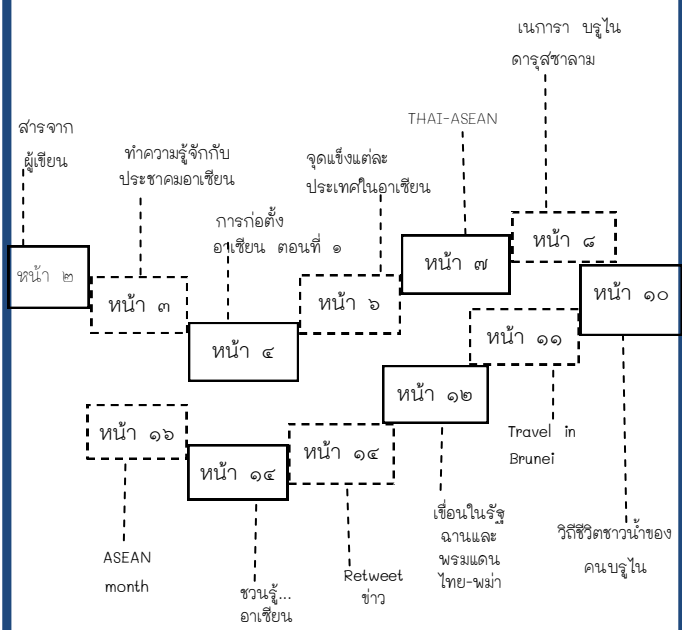 เนการา บรูไน
ดารุสซาลาม
THAI-ASEAN
สารจาก
ผู้เขียน
ทำความรู้จักกับ
ประชาคมอาเซียน
จุดแข็งแต่ละ
ประเทศในอาเซียน
การก่อตั้ง
อาเซียน ตอนที่ ๑
หน้า ๒
หน้า ๓
หน้า ๔
หน้า ๖
หน้า ๗
หน้า ๘
หน้า ๑๐
หน้า ๑๑
หน้า ๑๒
หน้า ๑๔
หน้า ๑๔
หน้า ๑๖
Travel in
Brunei
เขื่อนในรัฐ
ฉานและ
พรมแดน
ไทย-พม่า
วิถีชีวิตชาวน้ำของ
คนบรูไน
ASEAN
month
ชวนรู้...
อาเซียน
Retweet
ข่าว